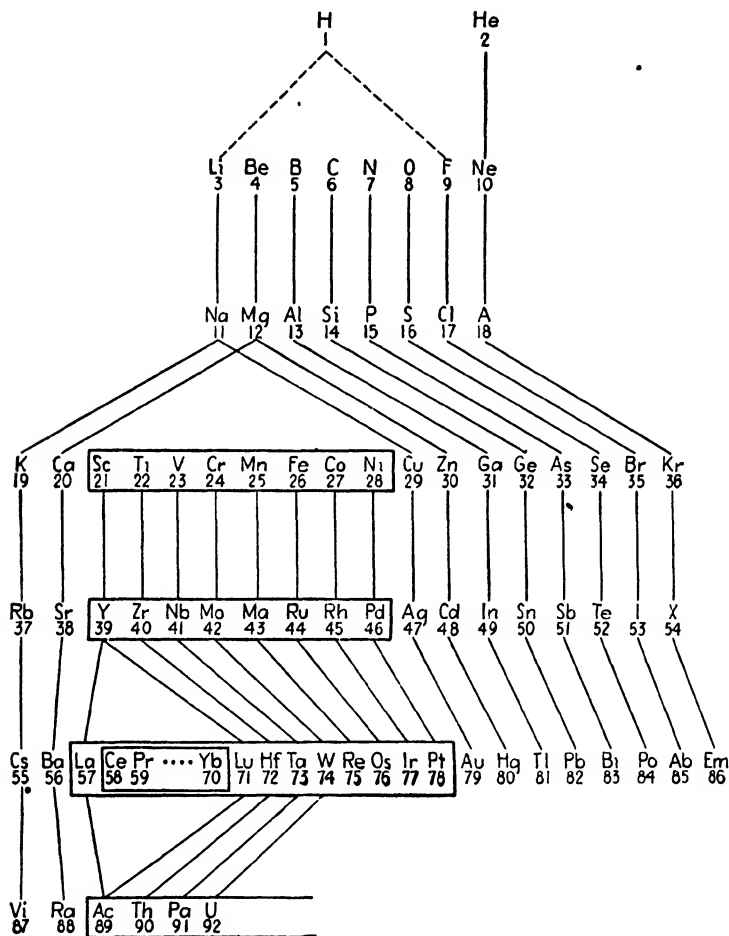 H He
1 2
Li Be B C N O F Ne
3 4 5 6 7 8 9 10
Na Mg Al Si P S Cl A
11 12 13 14 15 16 17 18
K Ca Sc Ti V Cr Mn Fe Co Ni Cu Zn Ga Ge As Se Br Kr
19 20 21 22 23 24 25 26 27 28 29 30 31 32 33 34 35 36
Rb Sr Y Zr Nb Mo Ma Ru Rh Pd Ag Cd In Sn Sb Te I X
37 38 39 40 41 42 43 44 45 46 47 48 49 50 51 52 53 54
Cs Ba La Ce Pr .... Yb Lu Hf Ta W Re Os Ir Pt Au Hg Tl Pb Bi Po Ab Em
55 56 57 58 59 70 71 72 73 74 75 76 77 78 79 80 81 82 83 84 85 86
Vi Ra Ac Th Pa U
87 88 89 90 91 92